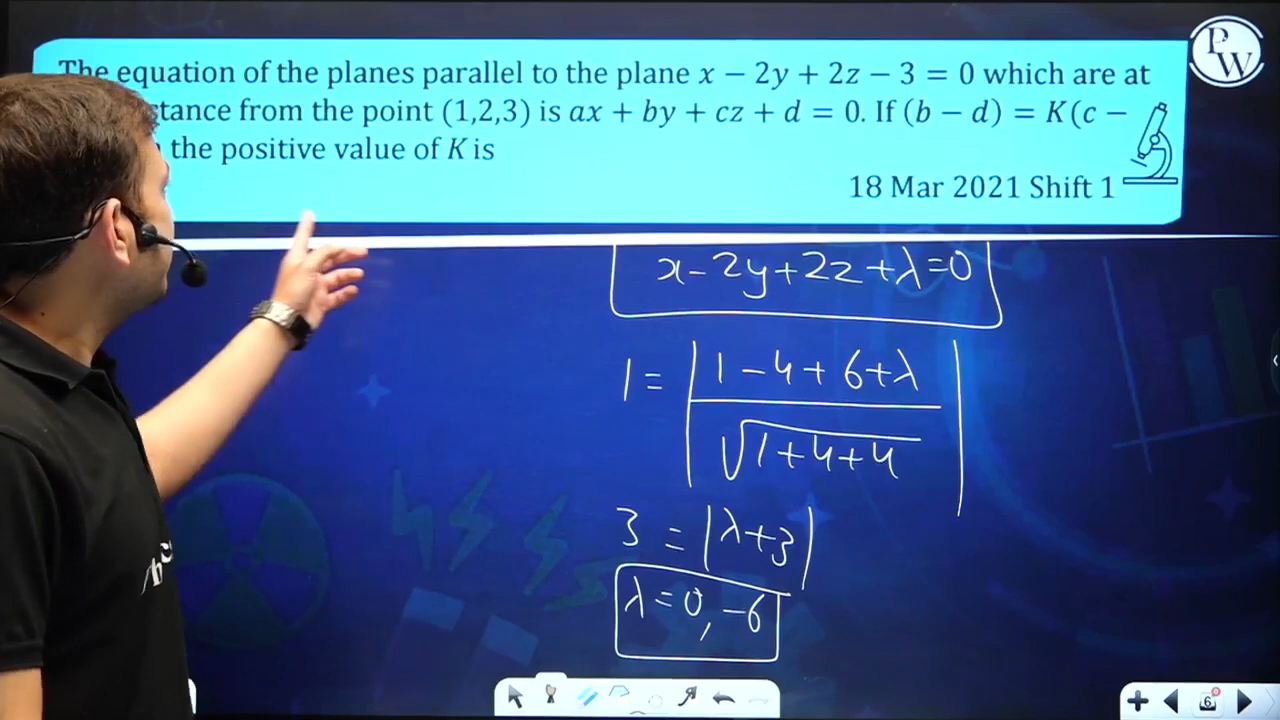 The equation of the planes parallel to the plane x − 2y + 2z − 3 = 0 which are at
tance from the point (1,2,3) is ax + by + cz + d = 0. If (b − d) = K(c −
the positive value of K is
18 Mar 2021 Shift 1
PW
x-2y+2z+λ=0
1 = |1-4+6+λ|
√1+4+4
3 = |λ+3|
λ=0, -6
6